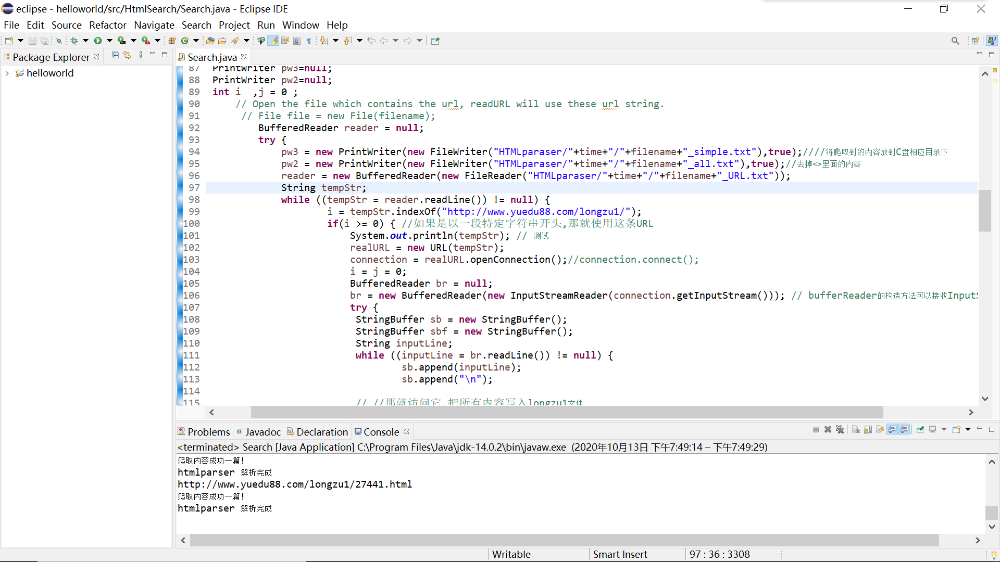 eclipse - helloworld/src/HtmlSearch/Search.java - Eclipse IDE
File Edit Source Refactor Navigate Search Project Run Window Help
Package Explorer
helloworld
Search.java
87 PrintWriter pw3=null;
88 PrintWriter pw2=null;
89 int i  ,j = 0 ;
90 // Open the file which contains the url, readURL will use these url string.
91 // File file = new File(filename);
92 BufferedReader reader = null;
93 try {
94 pw3 = new PrintWriter(new FileWriter("HTMLparaser/"+time+"/"+filename+"_simple.txt"),true);////将爬取到的内容放到C盘相应目录下
95 pw2 = new PrintWriter(new FileWriter("HTMLparaser/"+time+"/"+filename+"_all.txt"),true);//去掉<>里面的内容
96 reader = new BufferedReader(new FileReader("HTMLparaser/"+time+"/"+filename+"_URL.txt"));
97 String tempStr;
98 while ((tempStr = reader.readLine()) != null) {
99 i = tempStr.indexOf("http://www.yuedu88.com/longzu1/");
100 if(i >= 0) { //如果是以一段特定字符串开头,那就使用这条URL
101 System.out.println(tempStr); // 测试
102 realURL = new URL(tempStr);
103 connection = realURL.openConnection();//connection.connect();
104 i = j = 0;
105 BufferedReader br = null;
106 br = new BufferedReader(new InputStreamReader(connection.getInputStream())); // bufferReader的构造方法可以接收InputS
107 try {
108 StringBuffer sb = new StringBuffer();
109 StringBuffer sbf = new StringBuffer();
110 String inputLine;
111 while ((inputLine = br.readLine()) != null) {
112 sb.append(inputLine);
113 sb.append("\n");
114
115 // //那就访问它,把所有内容写入longzu1文件
Problems Javadoc Declaration Console
<terminated> Search [Java Application] C:\Program Files\Java\jdk-14.0.2\bin\javaw.exe  (2020年10月13日 下午7:49:14 – 下午7:49:29)
爬取内容成功一篇!
htmlparser 解析完成
http://www.yuedu88.com/longzu1/27441.html
爬取内容成功一篇!
htmlparser 解析完成
Writable Smart Insert 97 : 36 : 3308